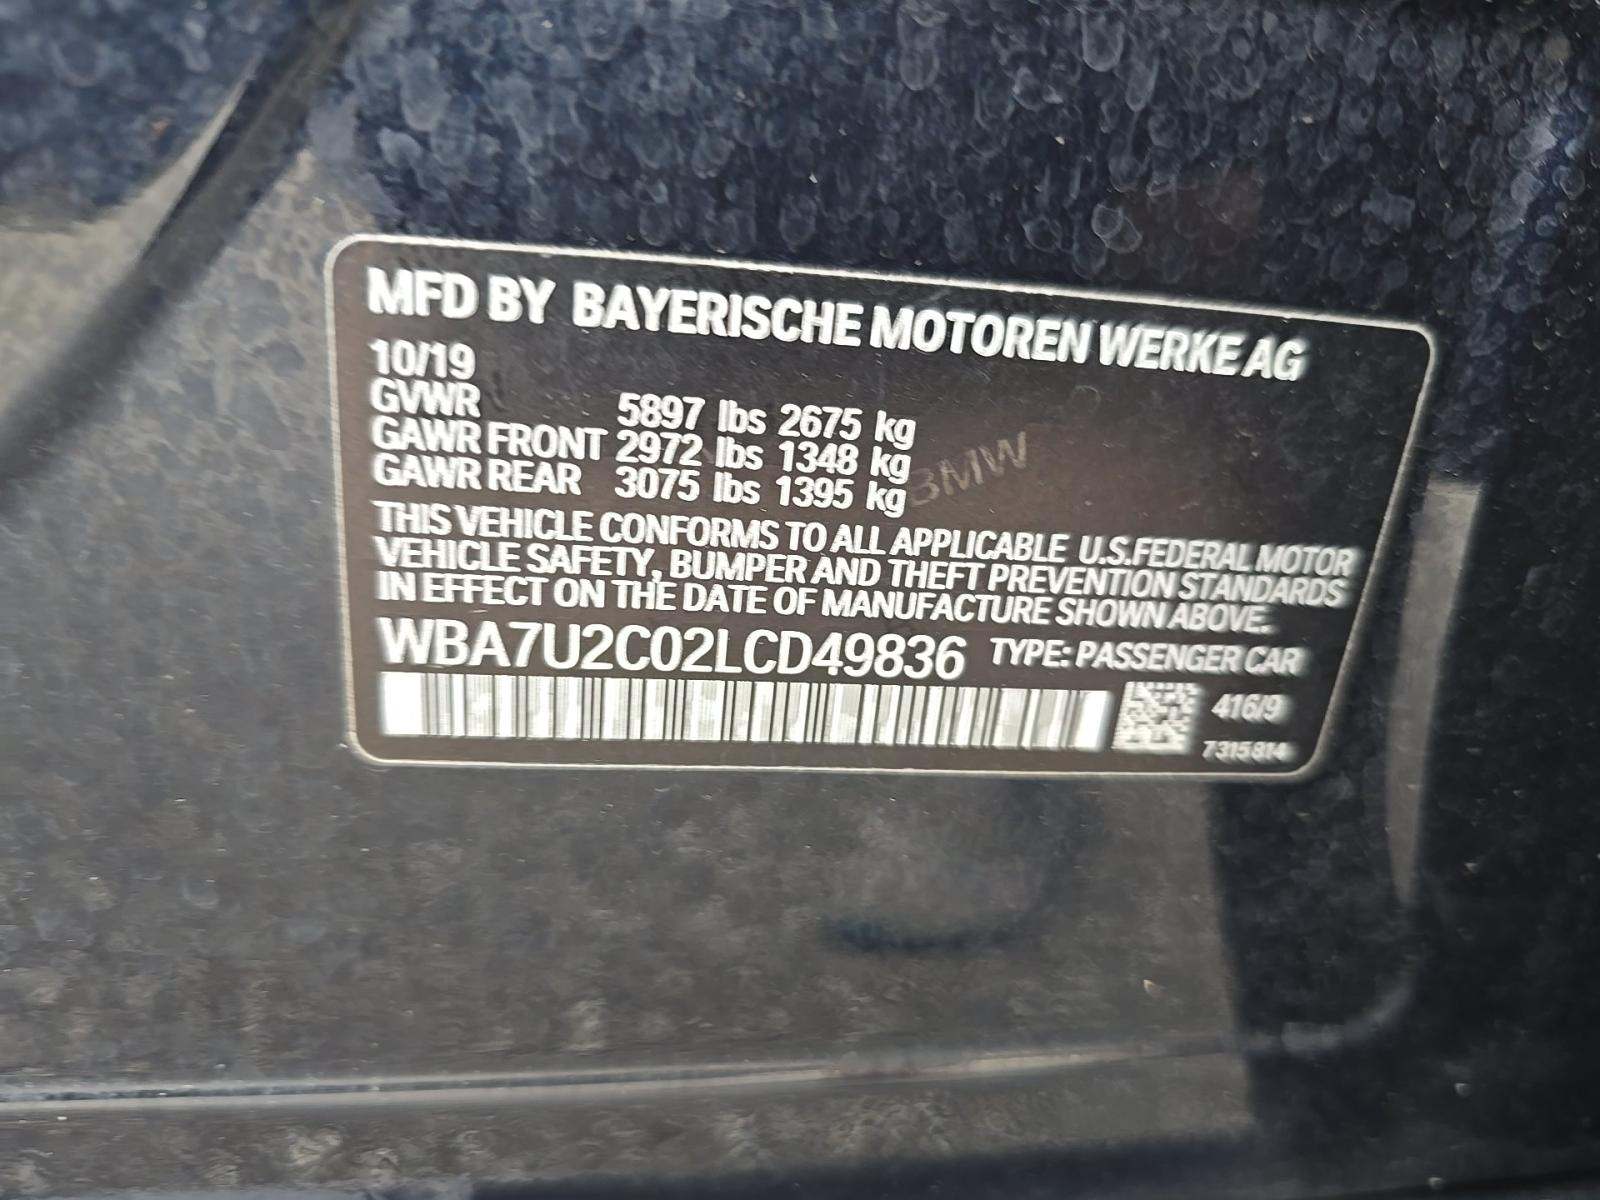 MFD BY BAYERISCHE MOTOREN WERKE AG
10/19
GVWR 5897 lbs 2675 kg
GAWR FRONT 2972 lbs 1348 kg
GAWR REAR 3075 lbs 1395 kg
BMW
THIS VEHICLE CONFORMS TO ALL APPLICABLE U.S.FEDERAL MOTOR
VEHICLE SAFETY, BUMPER AND THEFT PREVENTION STANDARDS
IN EFFECT ON THE DATE OF MANUFACTURE SHOWN ABOVE.
WBA7U2C02LCD49836 TYPE: PASSENGER CAR
416/9
7315814